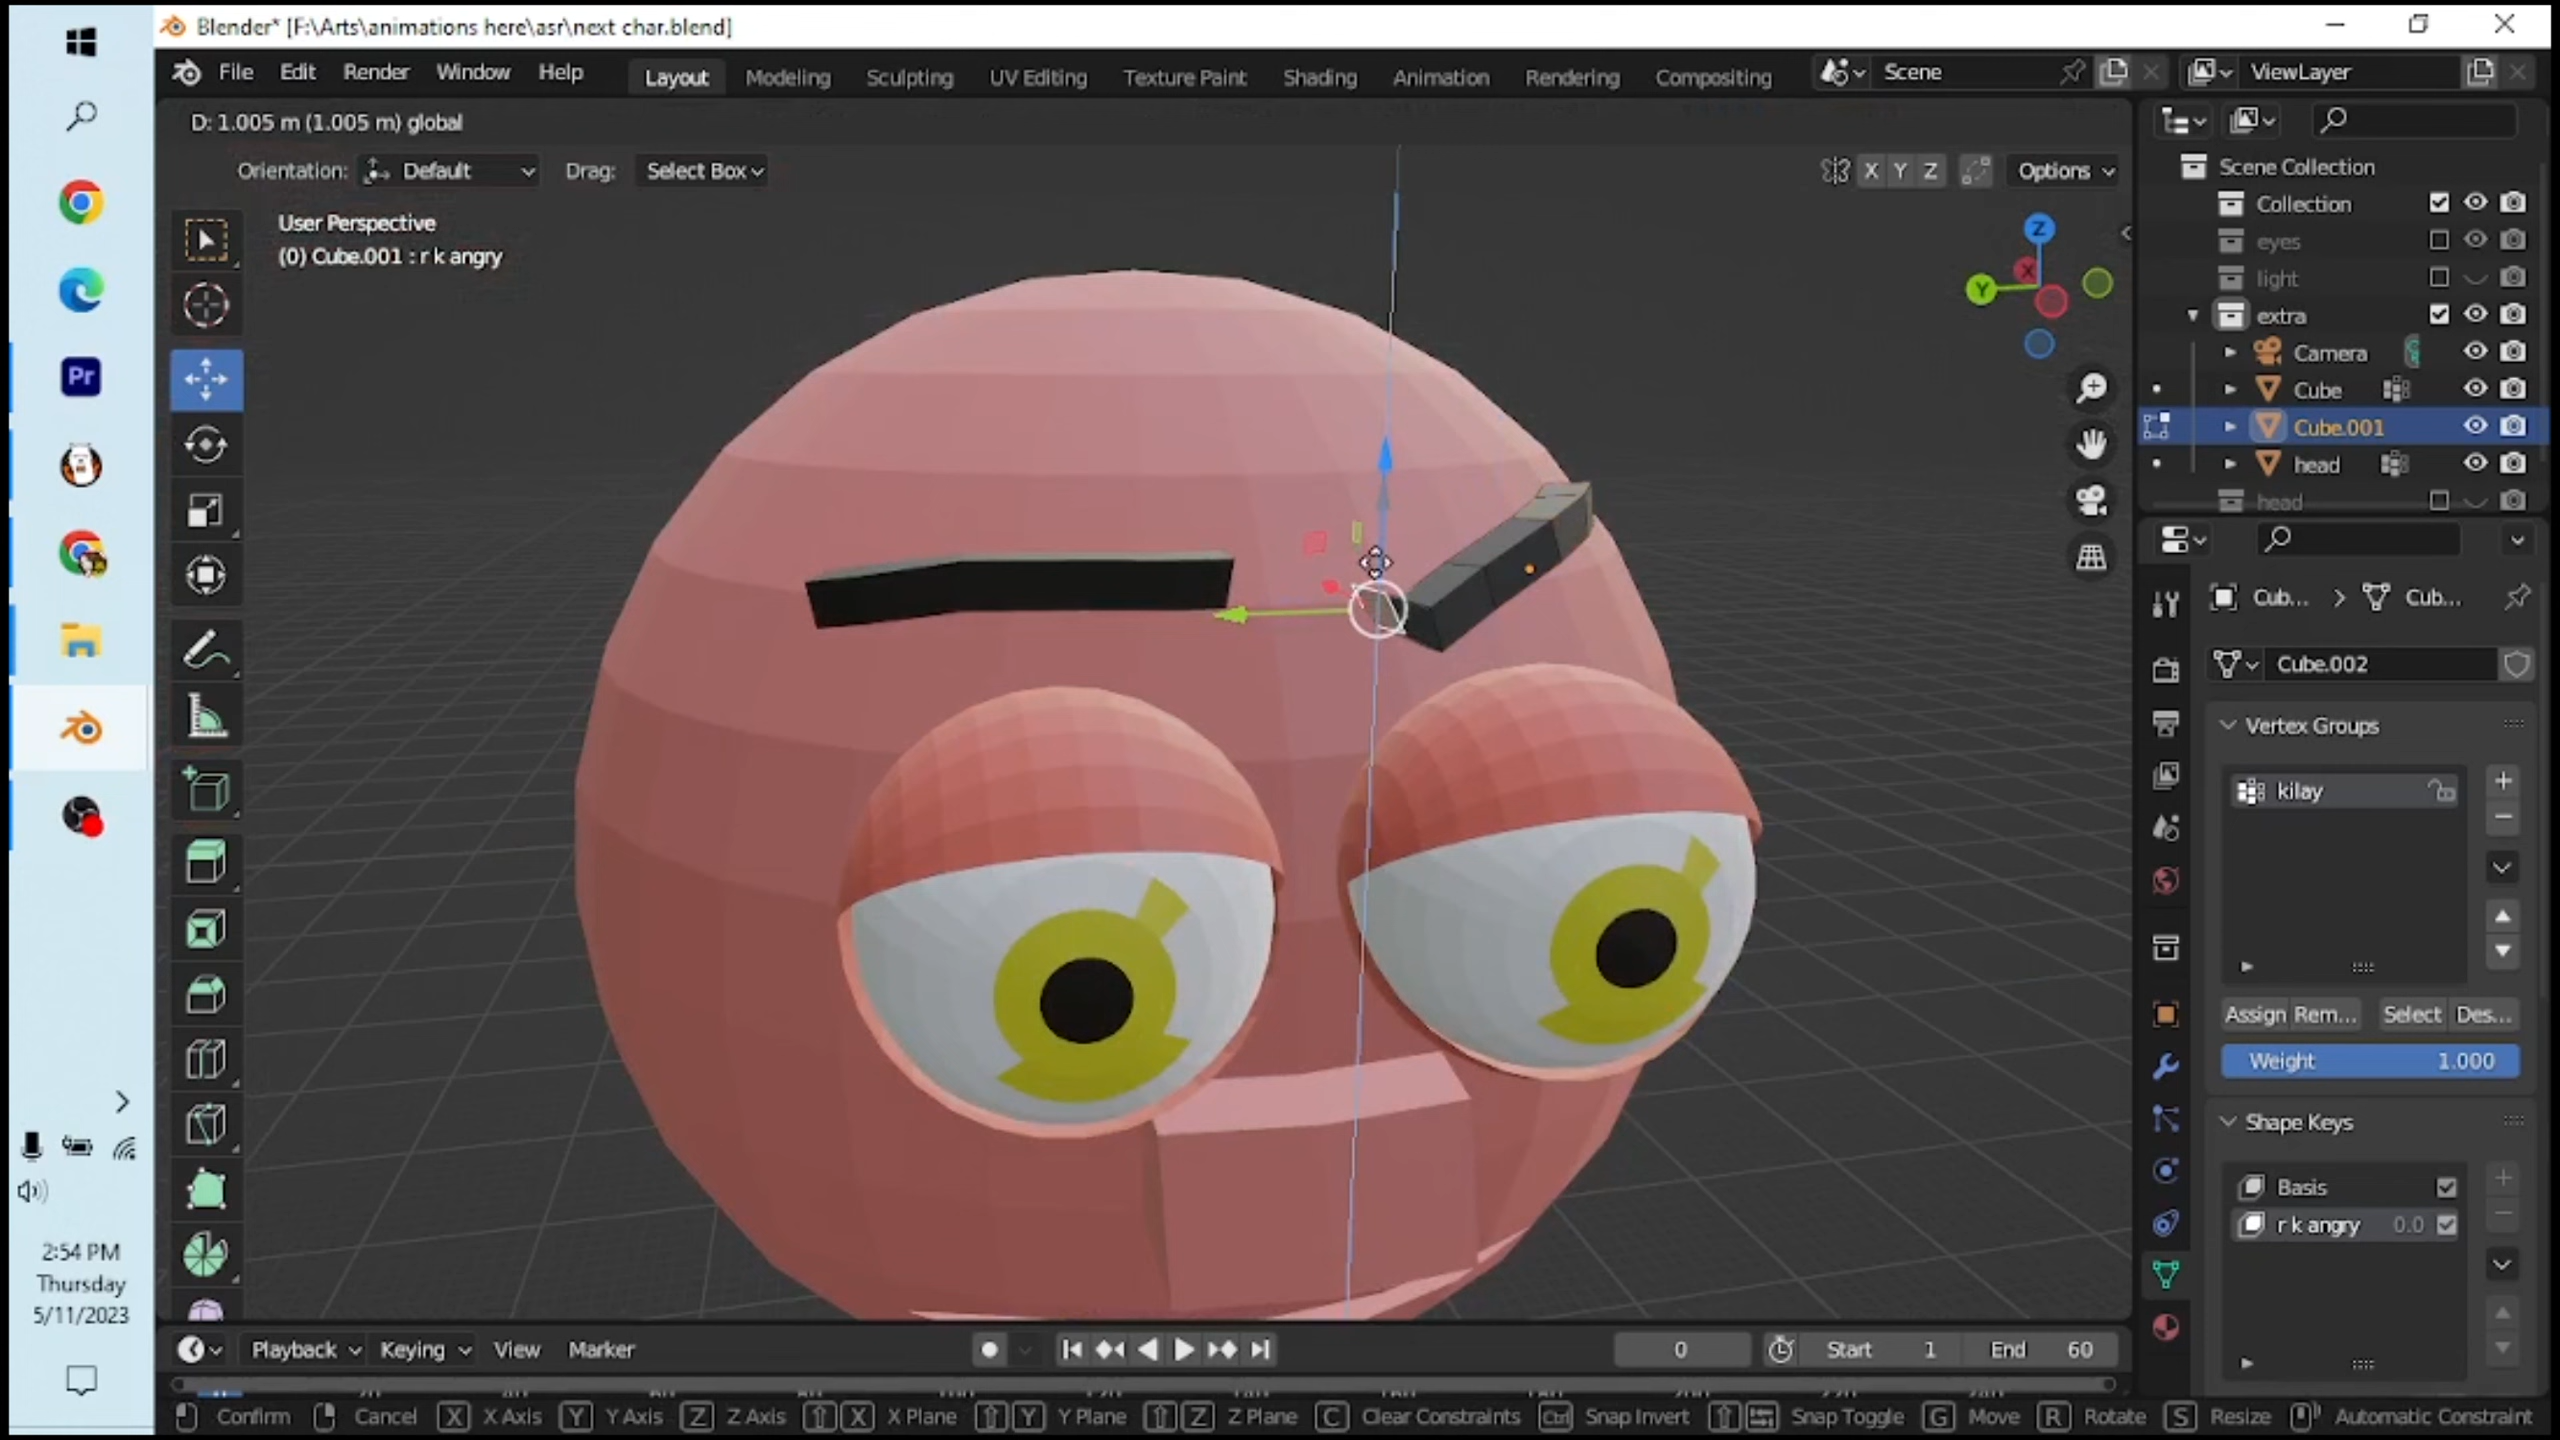 Blender* [F:\Arts\animations here\asr\next char.blend]
File Edit Render Window Help Layout Modeling Sculpting UV Editing Texture Paint Shading Animation Rendering Compositing Scene ViewLayer
D: 1.005 m (1.005 m) global
Orientation: Default Drag: Select Box X Y Z Options
User Perspective
(0) Cube.001 : r k angry
Z
X
Y
Scene Collection
Collection
eyes
light
extra
Camera
Cube
Cube.001
head
head
Cub... > Cub...
Cube.002
Vertex Groups
kilay
Assign Rem... Select Des...
Weight 1.000
Shape Keys
Basis
r k angry 0.0
Pr
2:54 PM
Thursday
5/11/2023
Playback Keying View Marker 0 Start 1 End 60
Confirm Cancel X X Axis Y Y Axis Z Z Axis X X Plane Y Y Plane Z Z Plane C Clear Constraints Ctrl Snap Invert Snap Toggle G Move R Rotate S Resize Automatic Constraint